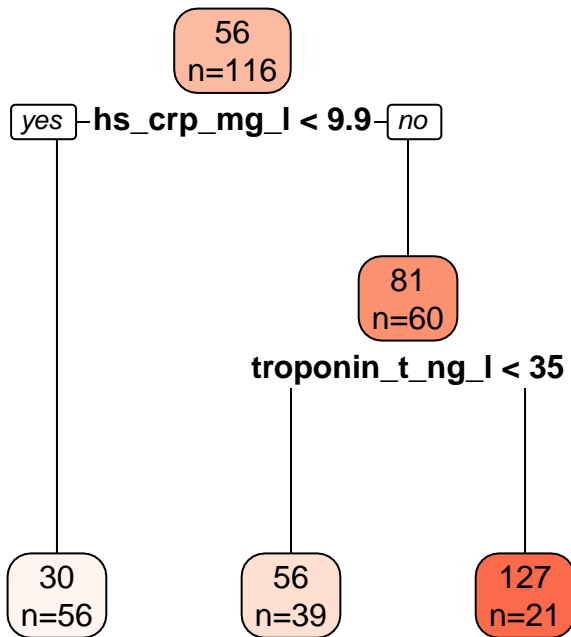 56
n=116
yes hs_crp_mg_l < 9.9 no
81
n=60
troponin_t_ng_l < 35
30
n=56
56
n=39
127
n=21